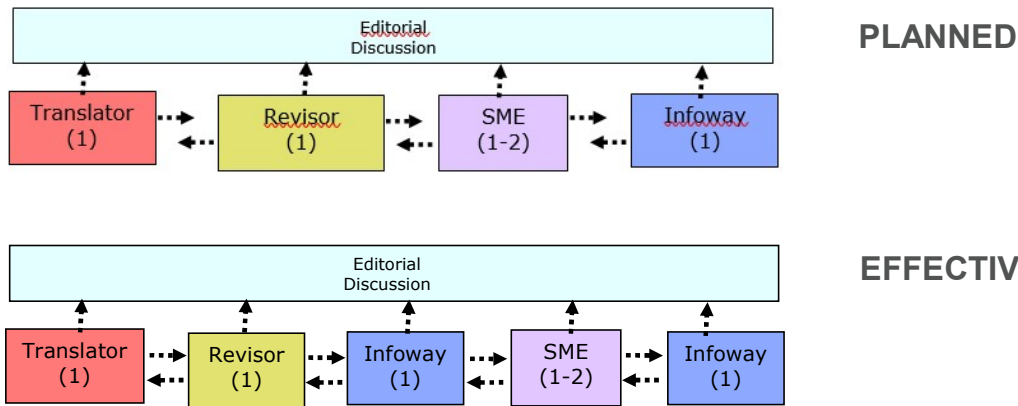 Editorial
Discussion
PLANNED
Translator
(1)
Revisor
(1)
SME
(1-2)
Infoway
(1)
Editorial
Discussion
EFFECTIV
Translator
(1)
Revisor
(1)
Infoway
(1)
SME
(1-2)
Infoway
(1)